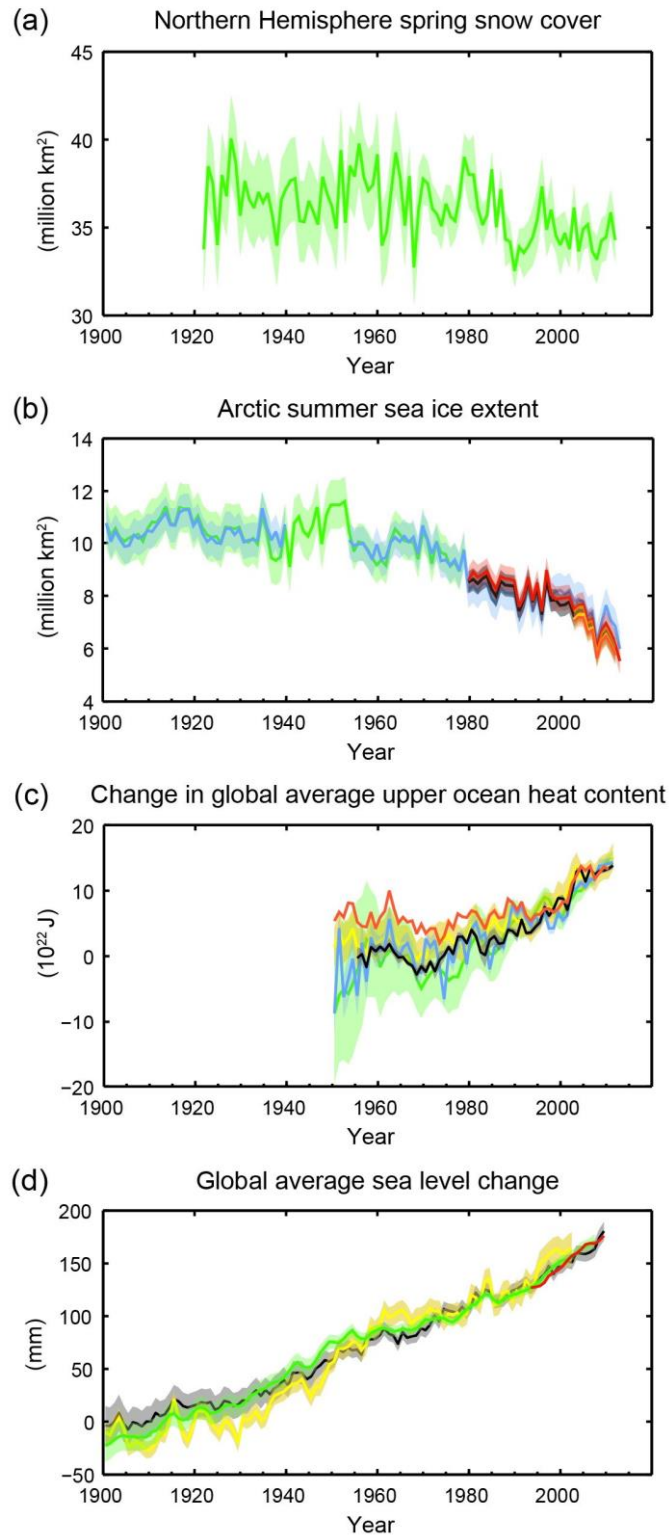 (a) Northern Hemisphere spring snow cover
45
40
35
30
(million km²)
1900 1920 1940 1960 1980 2000
Year
(b) Arctic summer sea ice extent
14
12
10
8
6
4
(million km²)
1900 1920 1940 1960 1980 2000
Year
(c) Change in global average upper ocean heat content
20
10
0
−10
−20
(10²² J)
1900 1920 1940 1960 1980 2000
Year
(d) Global average sea level change
200
150
100
50
0
−50
(mm)
1900 1920 1940 1960 1980 2000
Year